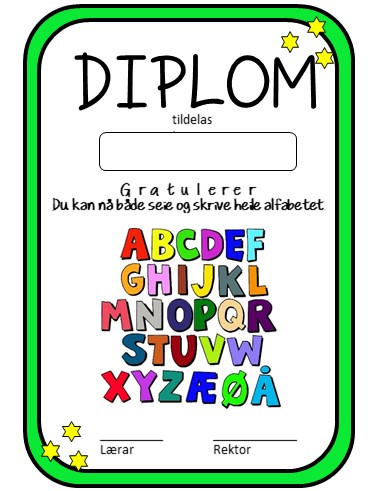 DIPLOM
tildelas
Gratulerer
Du kan nå både seie og skrive heile alfabetet
ABCDEF
GHIJKL
MNOPQR
STUVW
XYZÆØÅ
Lærar Rektor